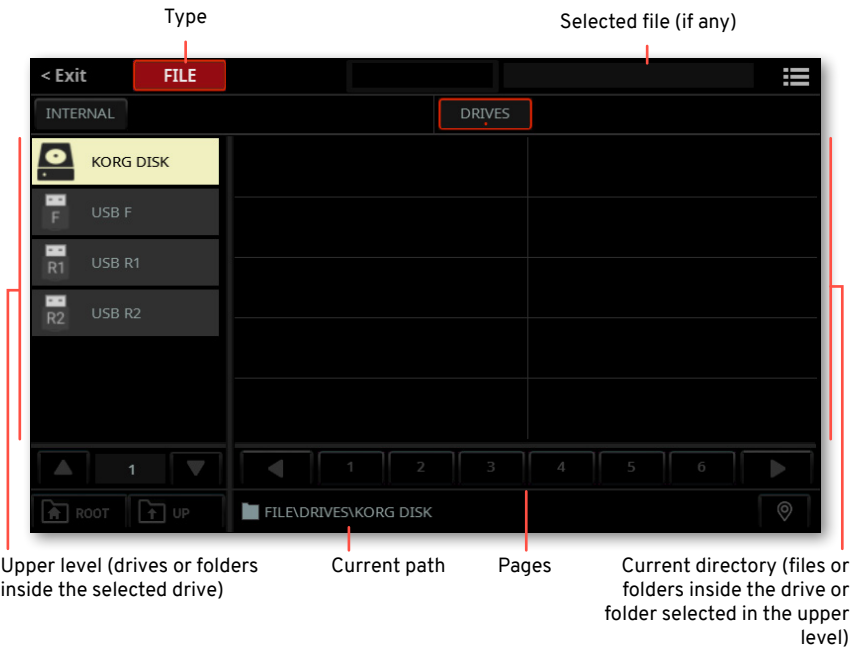 Type
Selected file (if any)
< Exit
FILE
INTERNAL
DRIVES
KORG DISK
F
USB F
R1
USB R1
R2
USB R2
1
1
2
3
4
5
6
ROOT
UP
FILE\DRIVES\KORG DISK
Upper level (drives or folders
inside the selected drive)
Current path
Pages
Current directory (files or
folders inside the drive or
folder selected in the upper
level)